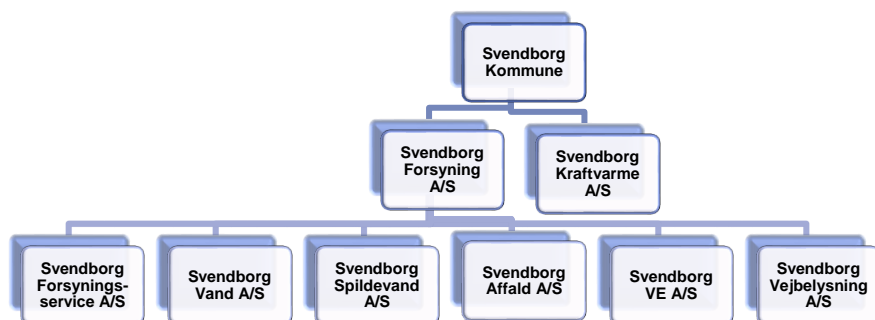 Svendborg
Kommune
Svendborg
Forsyning
A/S
Svendborg
Kraftvarme
A/S
Svendborg
Forsynings-
service A/S
Svendborg
Vand A/S
Svendborg
Spildevand
A/S
Svendborg
Affald A/S
Svendborg
VE A/S
Svendborg
Vejbelysning
A/S